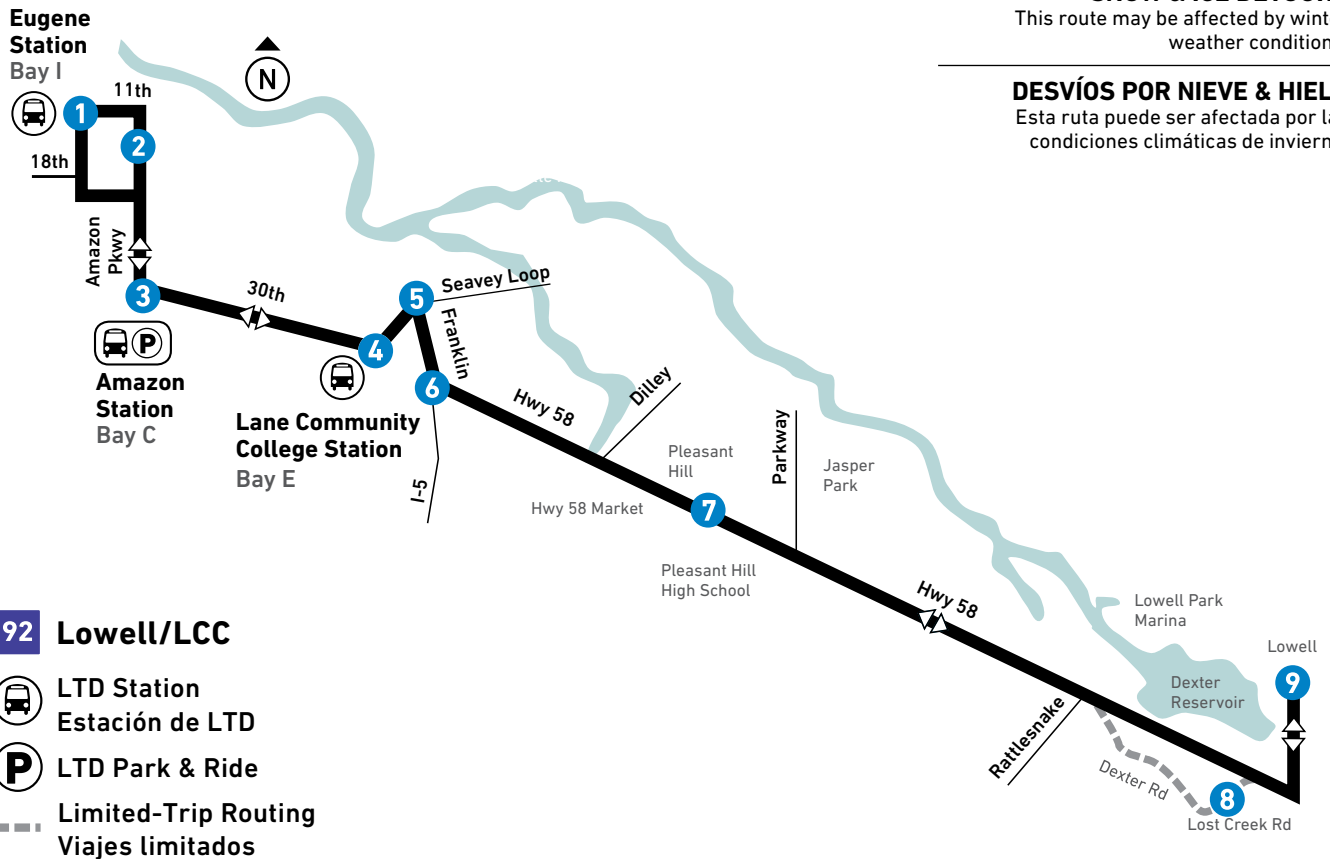 Eugene
Station
Bay I
N
This route may be affected by wint
weather condition
DESVÍOS POR NIEVE & HIEL
Esta ruta puede ser afectada por la
condiciones climáticas de inviern
11th
1
2
18th
Amazon
Pkwy
3
30th
4
5
Seavey Loop
Franklin
6
P
Amazon
Station
Bay C
Lane Community
College Station
Bay E
I-5
Hwy 58
Dilley
Pleasant
Hill
Parkway
Jasper
Park
Hwy 58 Market
7
Pleasant Hill
High School
Hwy 58
Lowell Park
Marina
Lowell
9
Dexter
Reservoir
Rattlesnake
Dexter Rd
8
Lost Creek Rd
92 Lowell/LCC
LTD Station
Estación de LTD
P LTD Park & Ride
Limited-Trip Routing
Viajes limitados